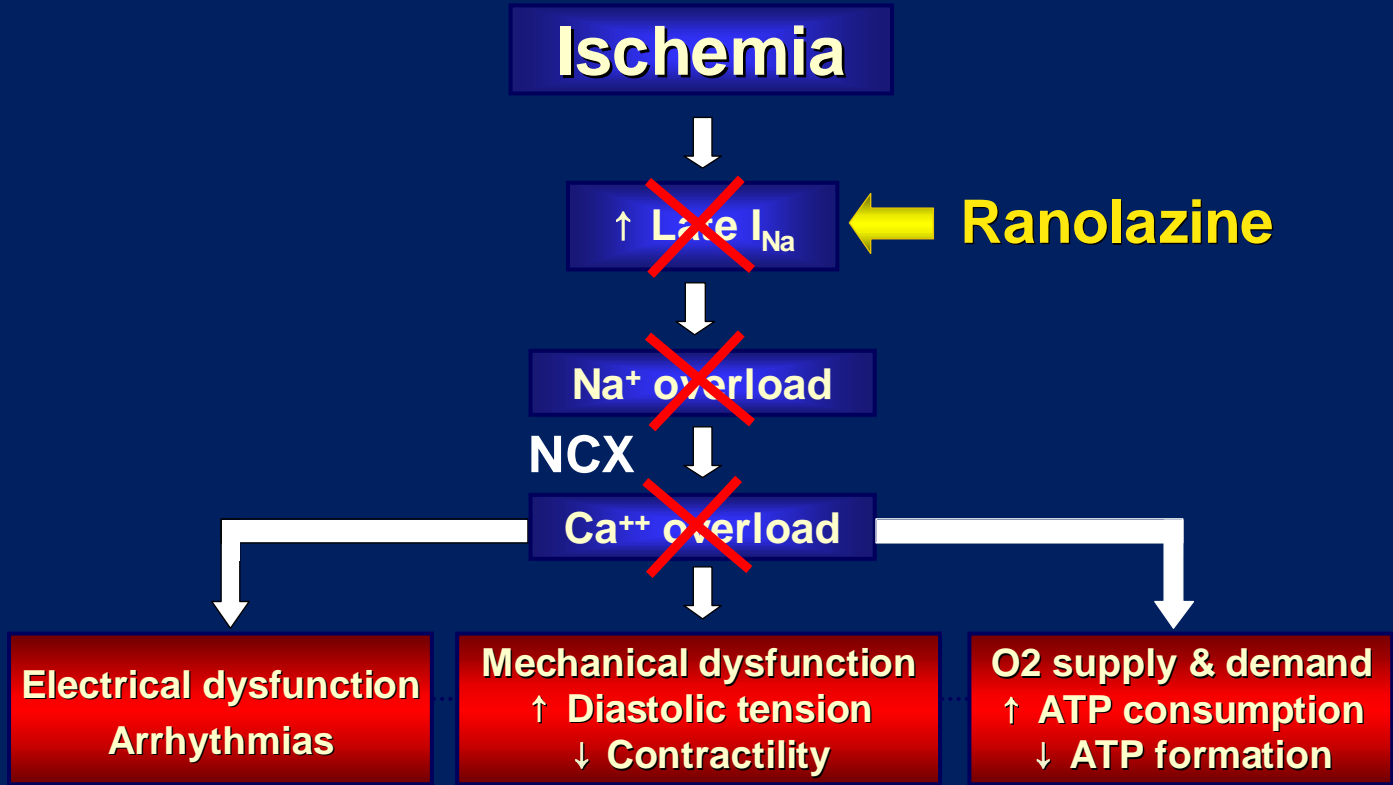 Ischemia
↑ Late I_Na
Ranolazine
Na⁺ overload
NCX
Ca⁺⁺ overload
Electrical dysfunction
Arrhythmias
Mechanical dysfunction
↑ Diastolic tension
↓ Contractility
O2 supply & demand
↑ ATP consumption
↓ ATP formation